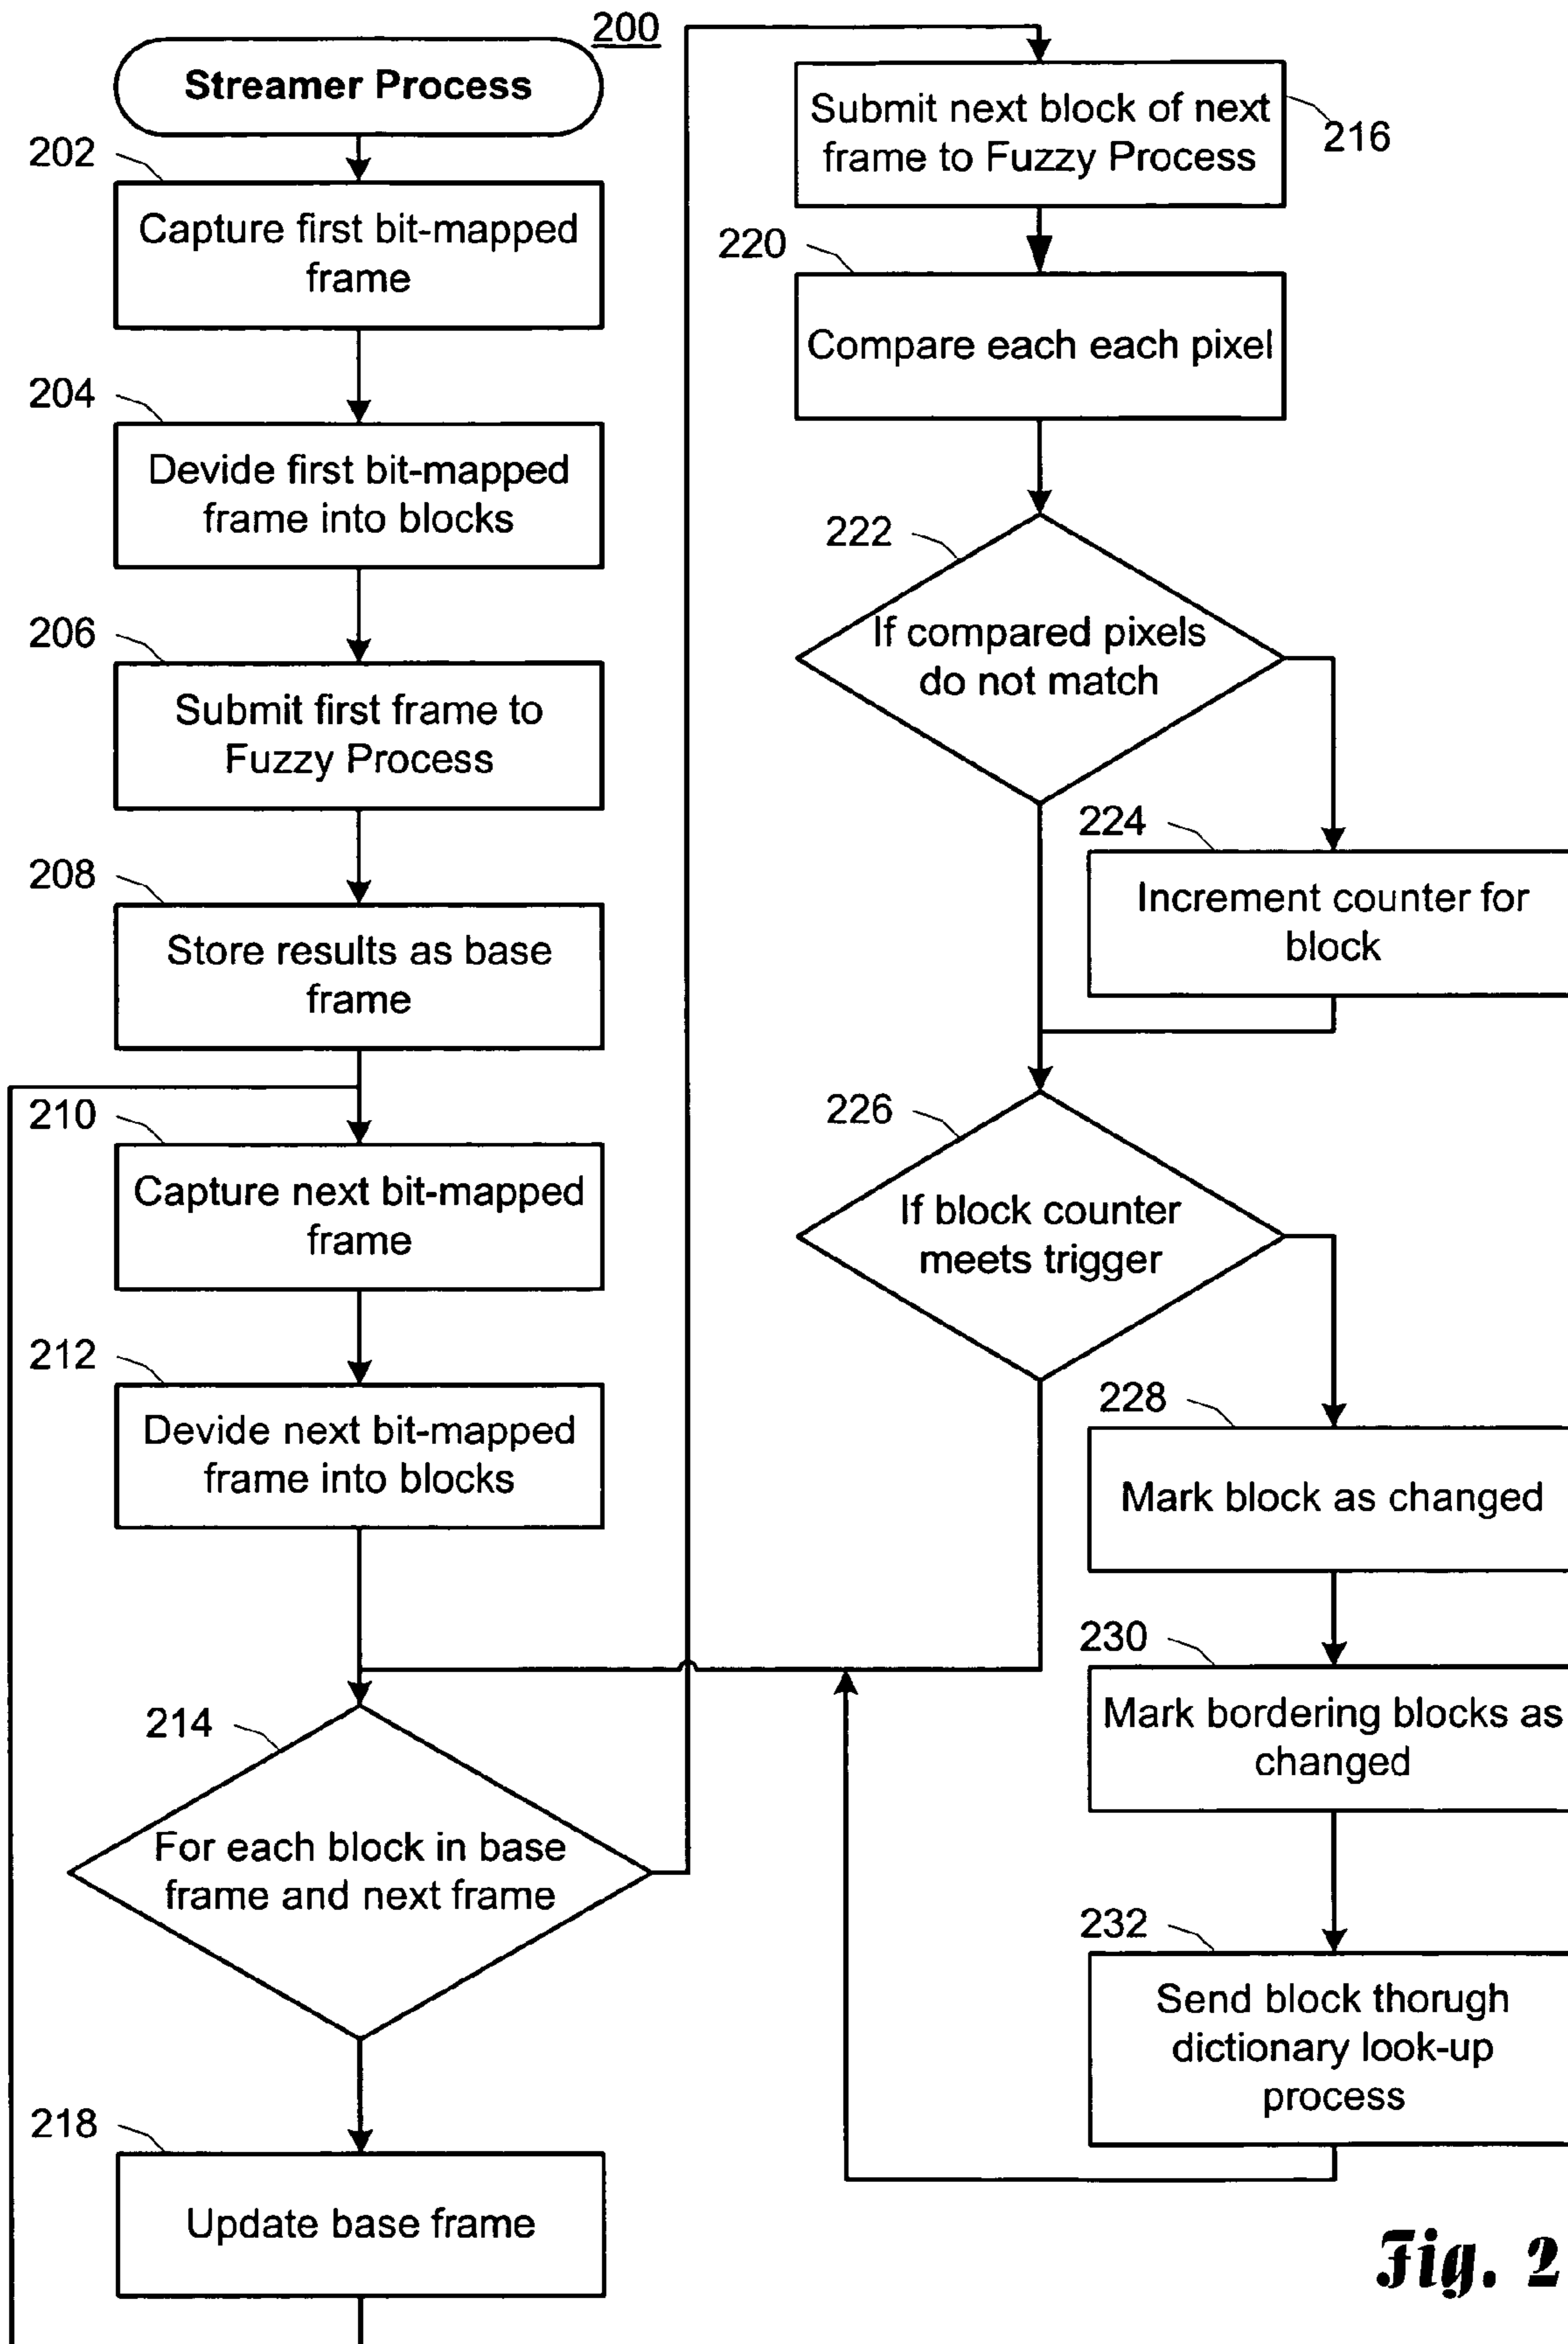 200
Streamer Process
202
Capture first bit-mapped
frame
204
Devide first bit-mapped
frame into blocks
206
Submit first frame to
Fuzzy Process
208
Store results as base
frame
210
Capture next bit-mapped
frame
212
Devide next bit-mapped
frame into blocks
214
For each block in base
frame and next frame
218
Update base frame
Submit next block of next
frame to Fuzzy Process
216
220
Compare each each pixel
222
If compared pixels
do not match
224
Increment counter for
block
226
If block counter
meets trigger
228
Mark block as changed
230
Mark bordering blocks as
changed
232
Send block thorugh
dictionary look-up
process
Fig. 2